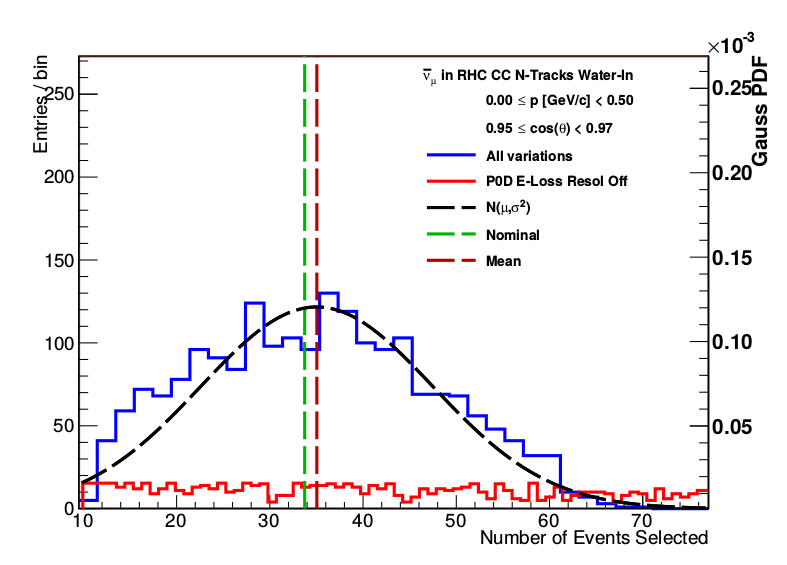 ×10⁻³
Entries / bin
Gauss PDF
ν̄μ in RHC CC N-Tracks Water-In
0.00 ≤ p [GeV/c] < 0.50
0.95 ≤ cos(θ) < 0.97
All variations
P0D E-Loss Resol Off
N(μ,σ²)
Nominal
Mean
250
200
150
100
50
0
0.25
0.20
0.15
0.10
0.05
10 20 30 40 50 60 70
Number of Events Selected